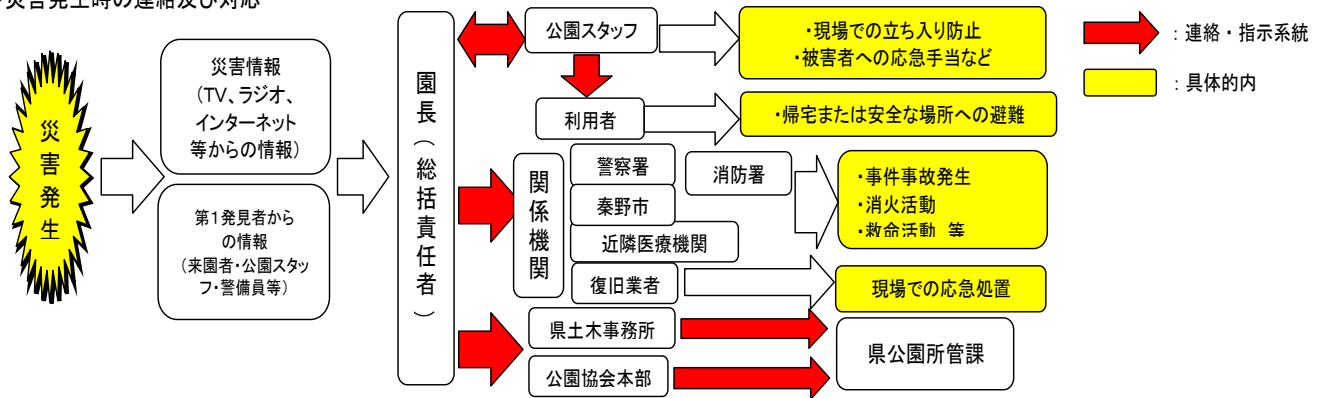 災害発生時の連絡及び対応
災害発生
災害情報
(TV、ラジオ、
インターネット
等からの情報)
第1発見者から
の情報
(来園者・公園スタッ
フ・警備員等)
園長(総括責任者)
公園スタッフ
・現場での立ち入り防止
・被害者への応急手当など
利用者
・帰宅または安全な場所への避難
関係機関
警察署
消防署
秦野市
近隣医療機関
復旧業者
・事件事故発生
・消火活動
・救命活動 等
現場での応急処置
県土木事務所
公園協会本部
県公園所管課
:連絡・指示系統
:具体的内